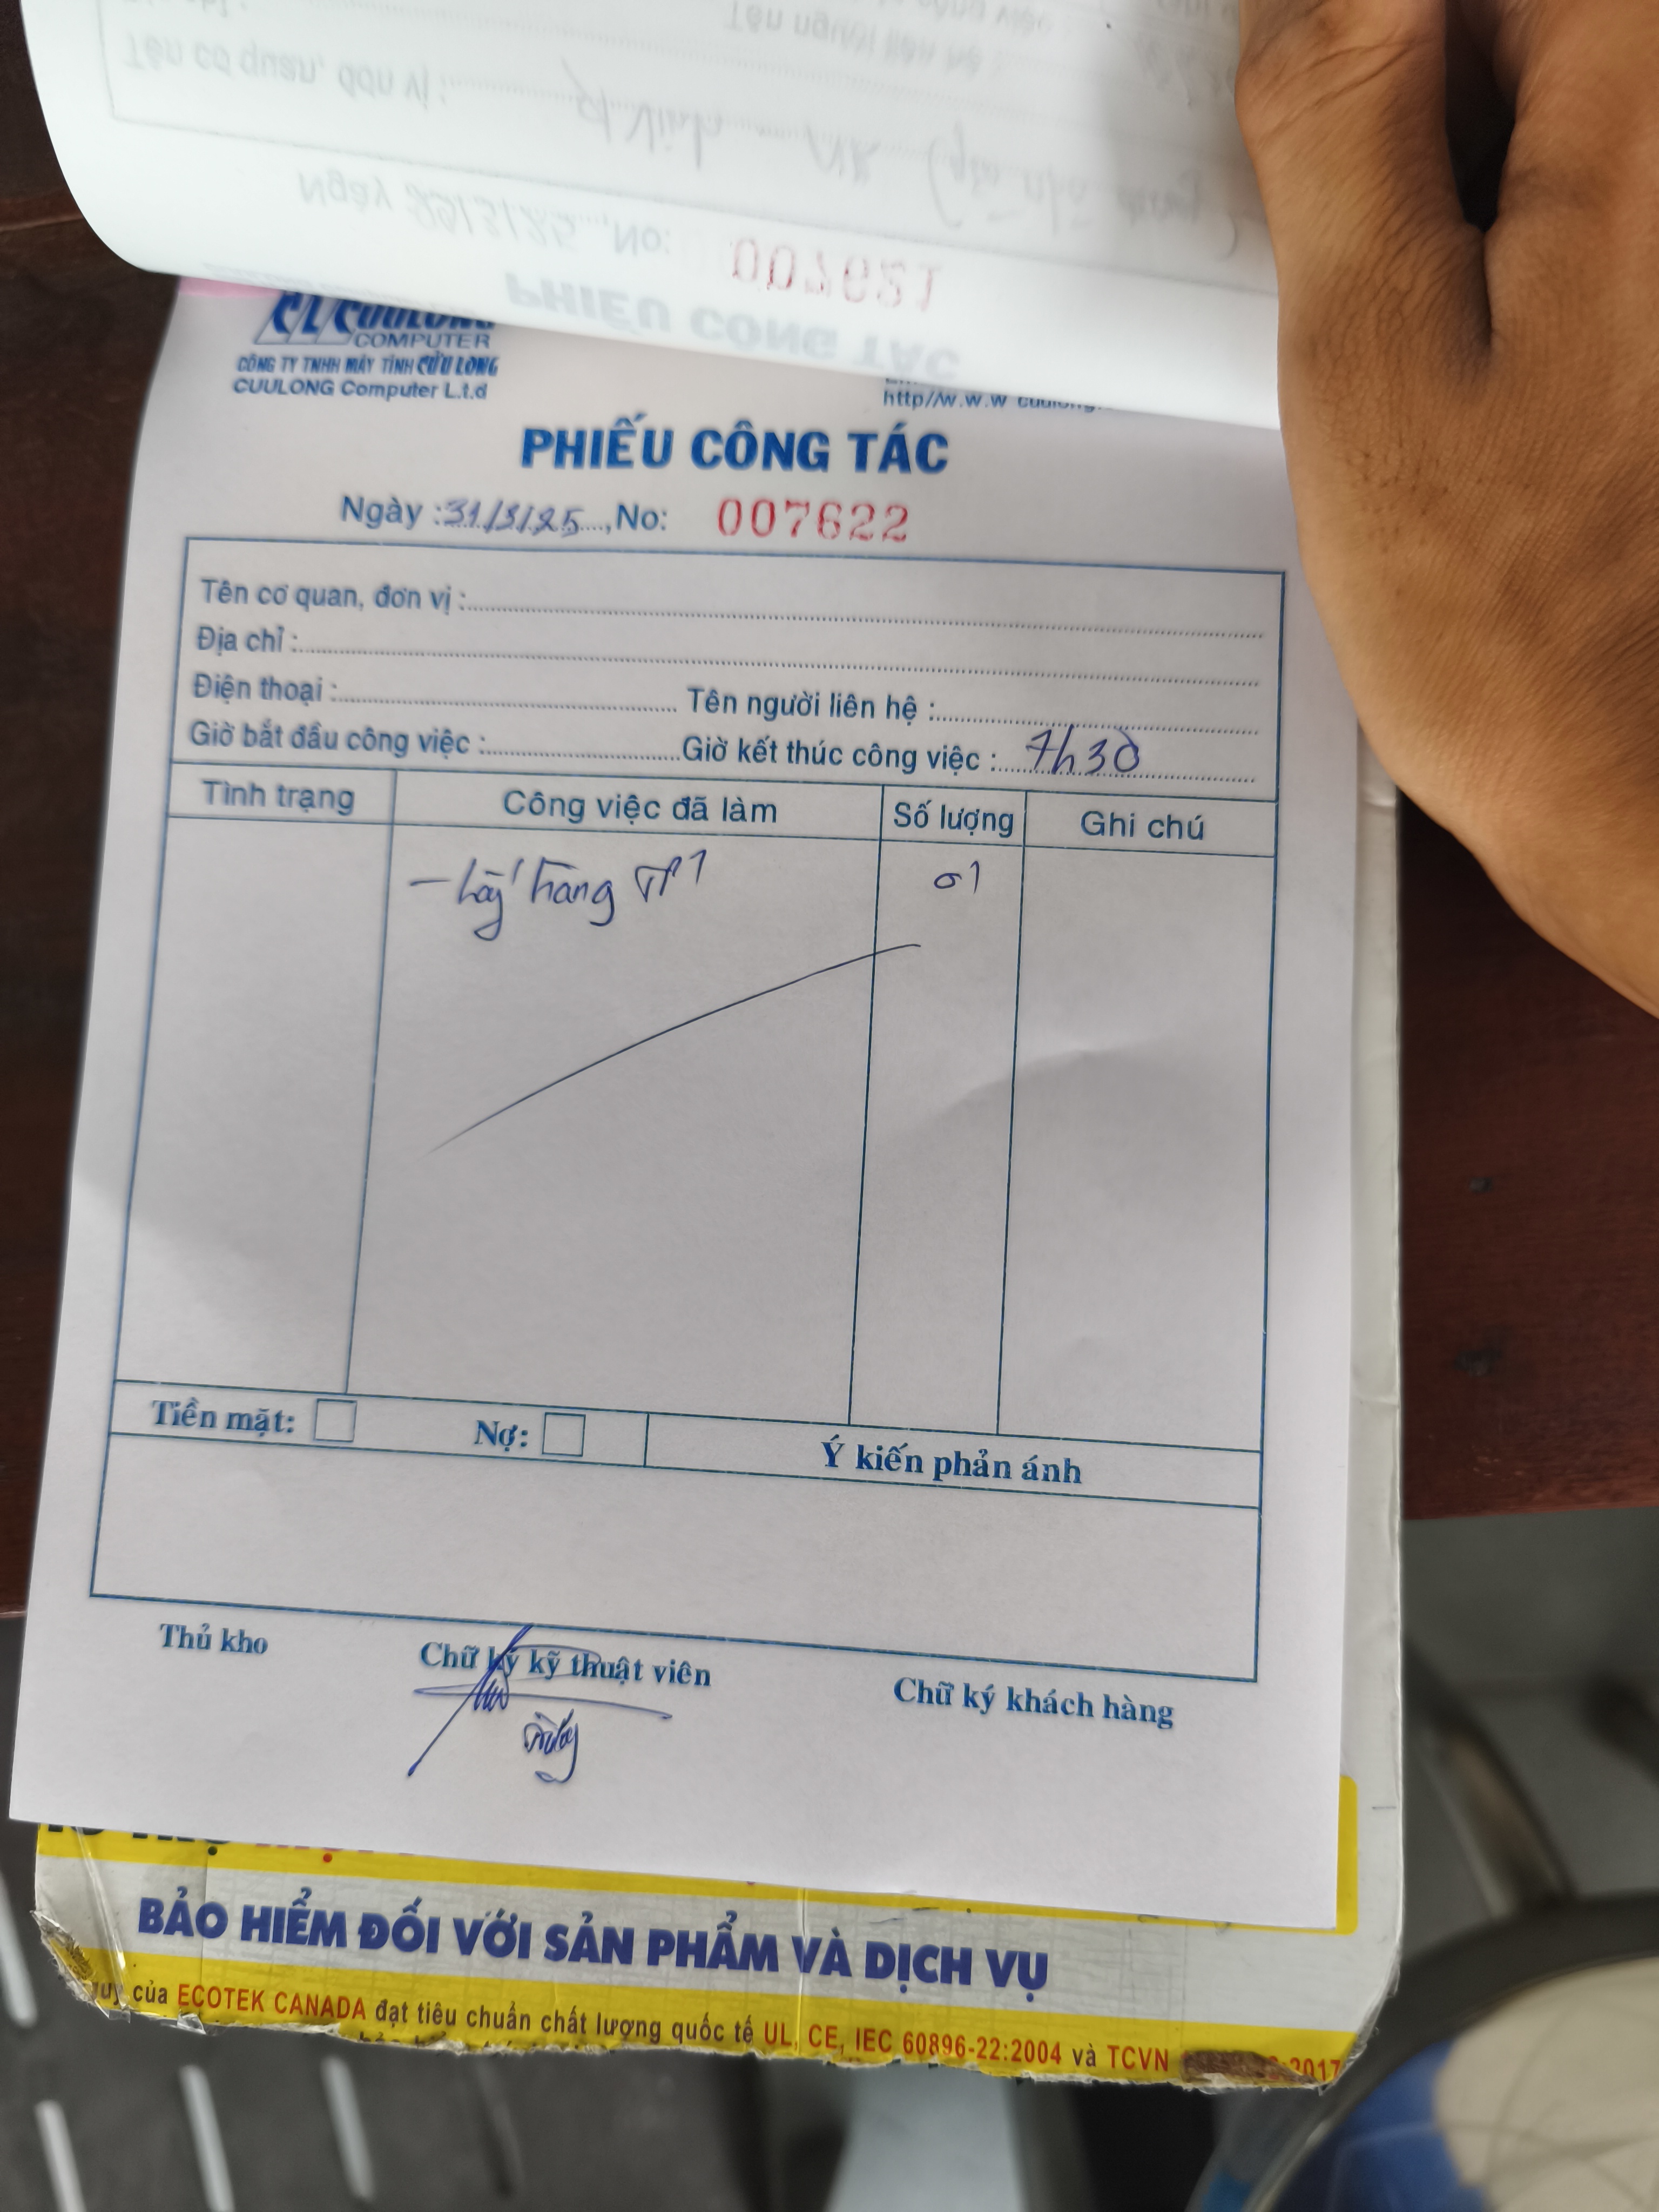 CL CUULONG
COMPUTER
CÔNG TY TNHH MÁY TÍNH CỬU LONG
CUULONG Computer L.t.d
http//w.w.w cuulong.
PHIẾU CÔNG TÁC
Ngày : 31/3/25 , No: 007622
Tên cơ quan, đơn vị :
Địa chỉ :
Điện thoại : Tên người liên hệ :
Giờ bắt đầu công việc : Giờ kết thúc công việc : 7h30
Tình trạng Công việc đã làm Số lượng Ghi chú
- Lấy hàng 01
Tiền mặt: Nợ: Ý kiến phản ánh
Thủ kho Chữ ký kỹ thuật viên Chữ ký khách hàng
BẢO HIỂM ĐỐI VỚI SẢN PHẨM VÀ DỊCH VỤ
quy của ECOTEK CANADA đạt tiêu chuẩn chất lượng quốc tế UL, CE, IEC 60896-22:2004 và TCVN :2017